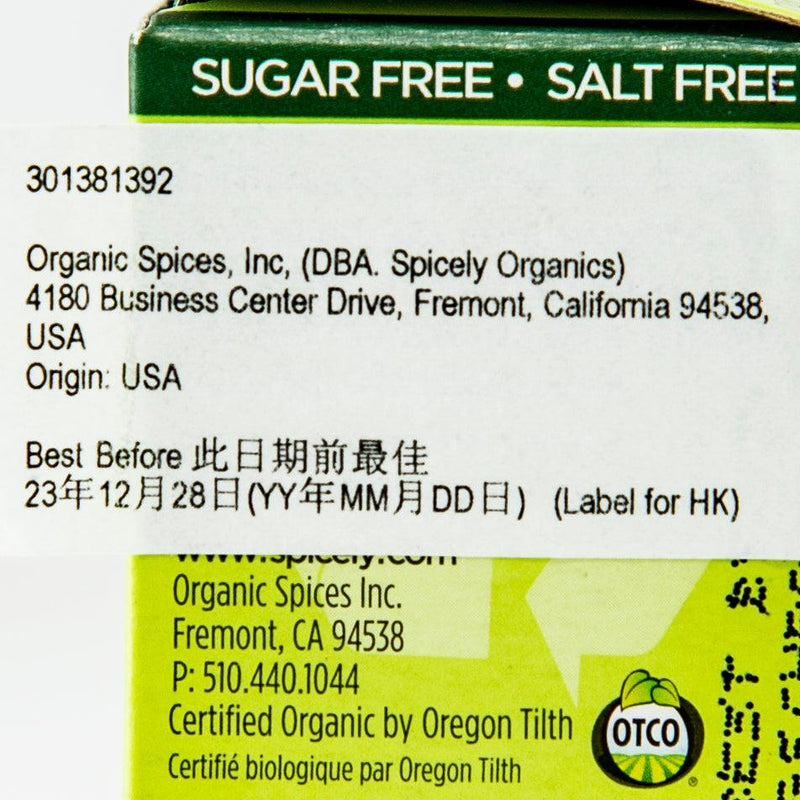 SUGAR FREE • SALT FREE
301381392
Organic Spices, Inc, (DBA. Spicely Organics)
4180 Business Center Drive, Fremont, California 94538,
USA
Origin: USA
Best Before 此日期前最佳
23年12月28日(YY年MM月DD日) (Label for HK)
www.spicely.com
Organic Spices Inc.
Fremont, CA 94538
P: 510.440.1044
Certified Organic by Oregon Tilth
Certifié biologique par Oregon Tilth
OTCO